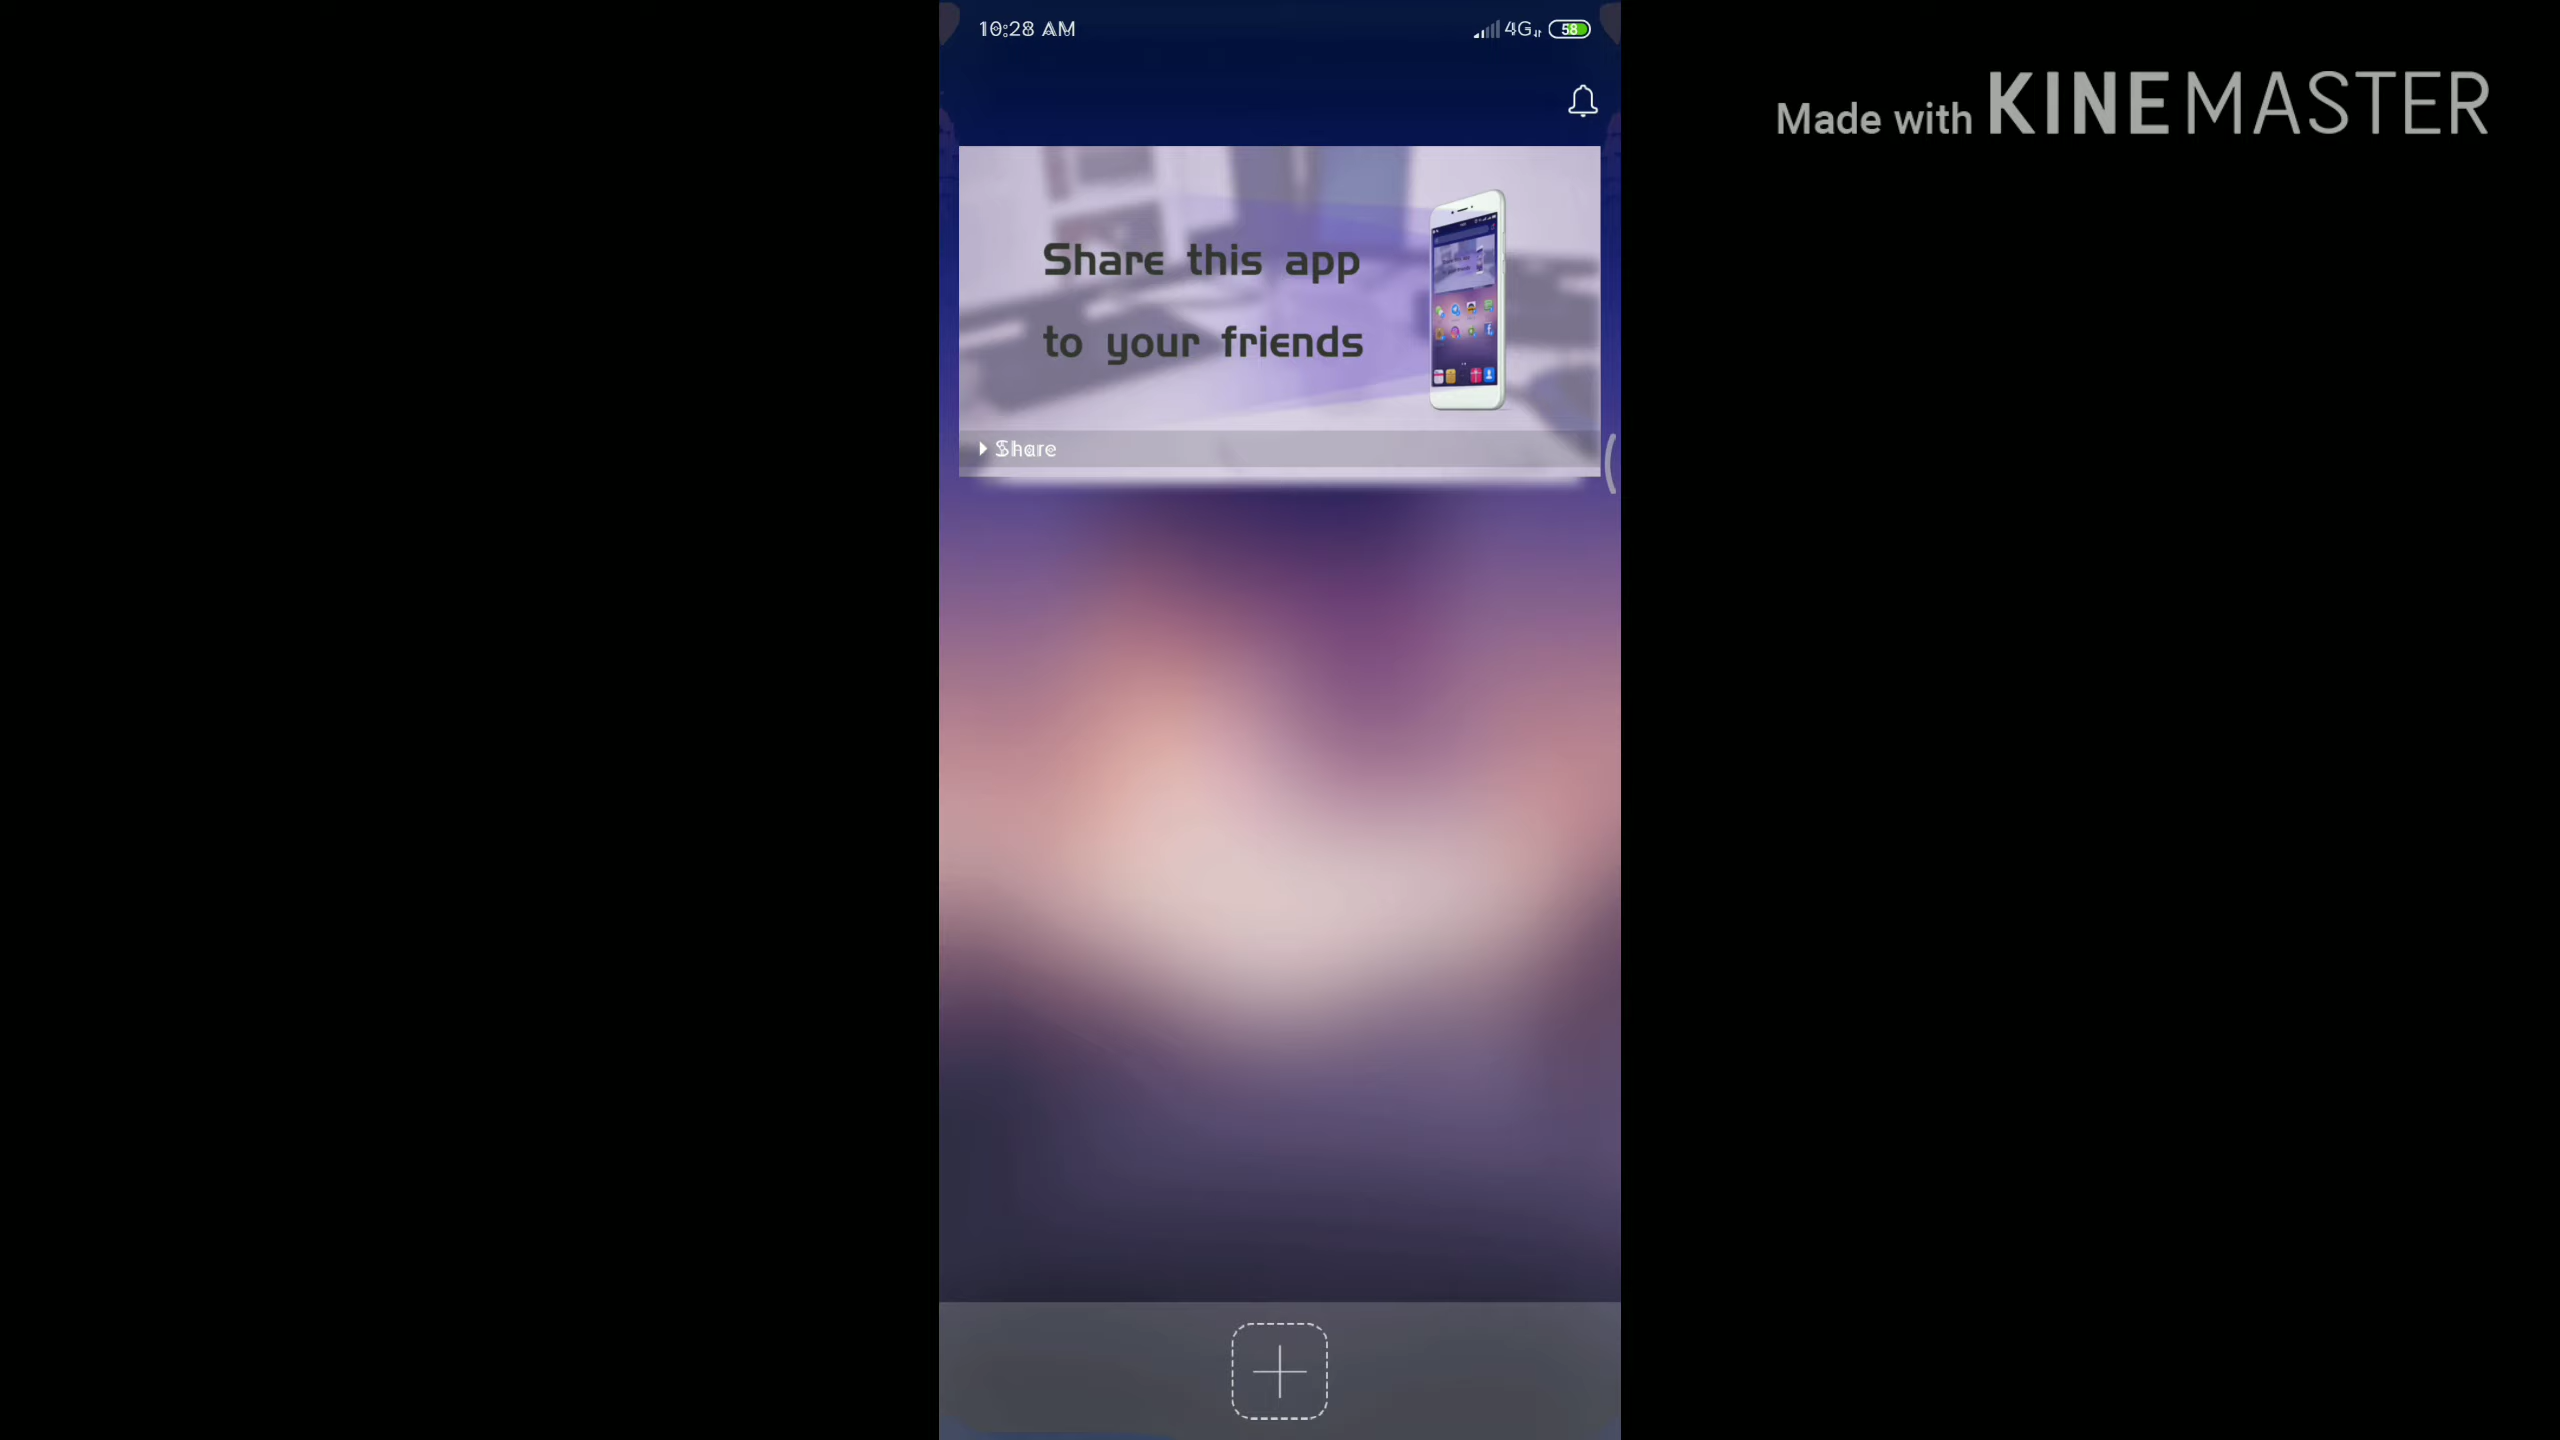 10:28 AM
4G
58
Made with KINEMASTER
Share this app
to your friends
Share